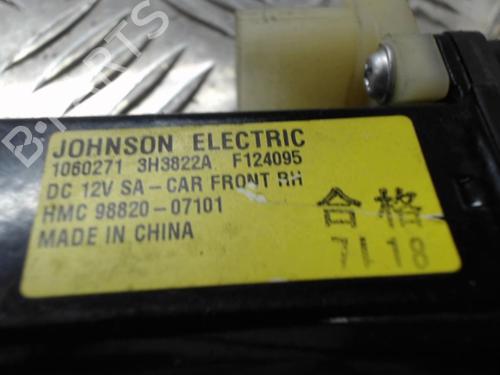 JOHNSON ELECTRIC
1060271 3H3822A F124095
DC 12V SA-CAR FRONT RH
HMC 98820-07101
MADE IN CHINA
合格
7118
B-PARTS